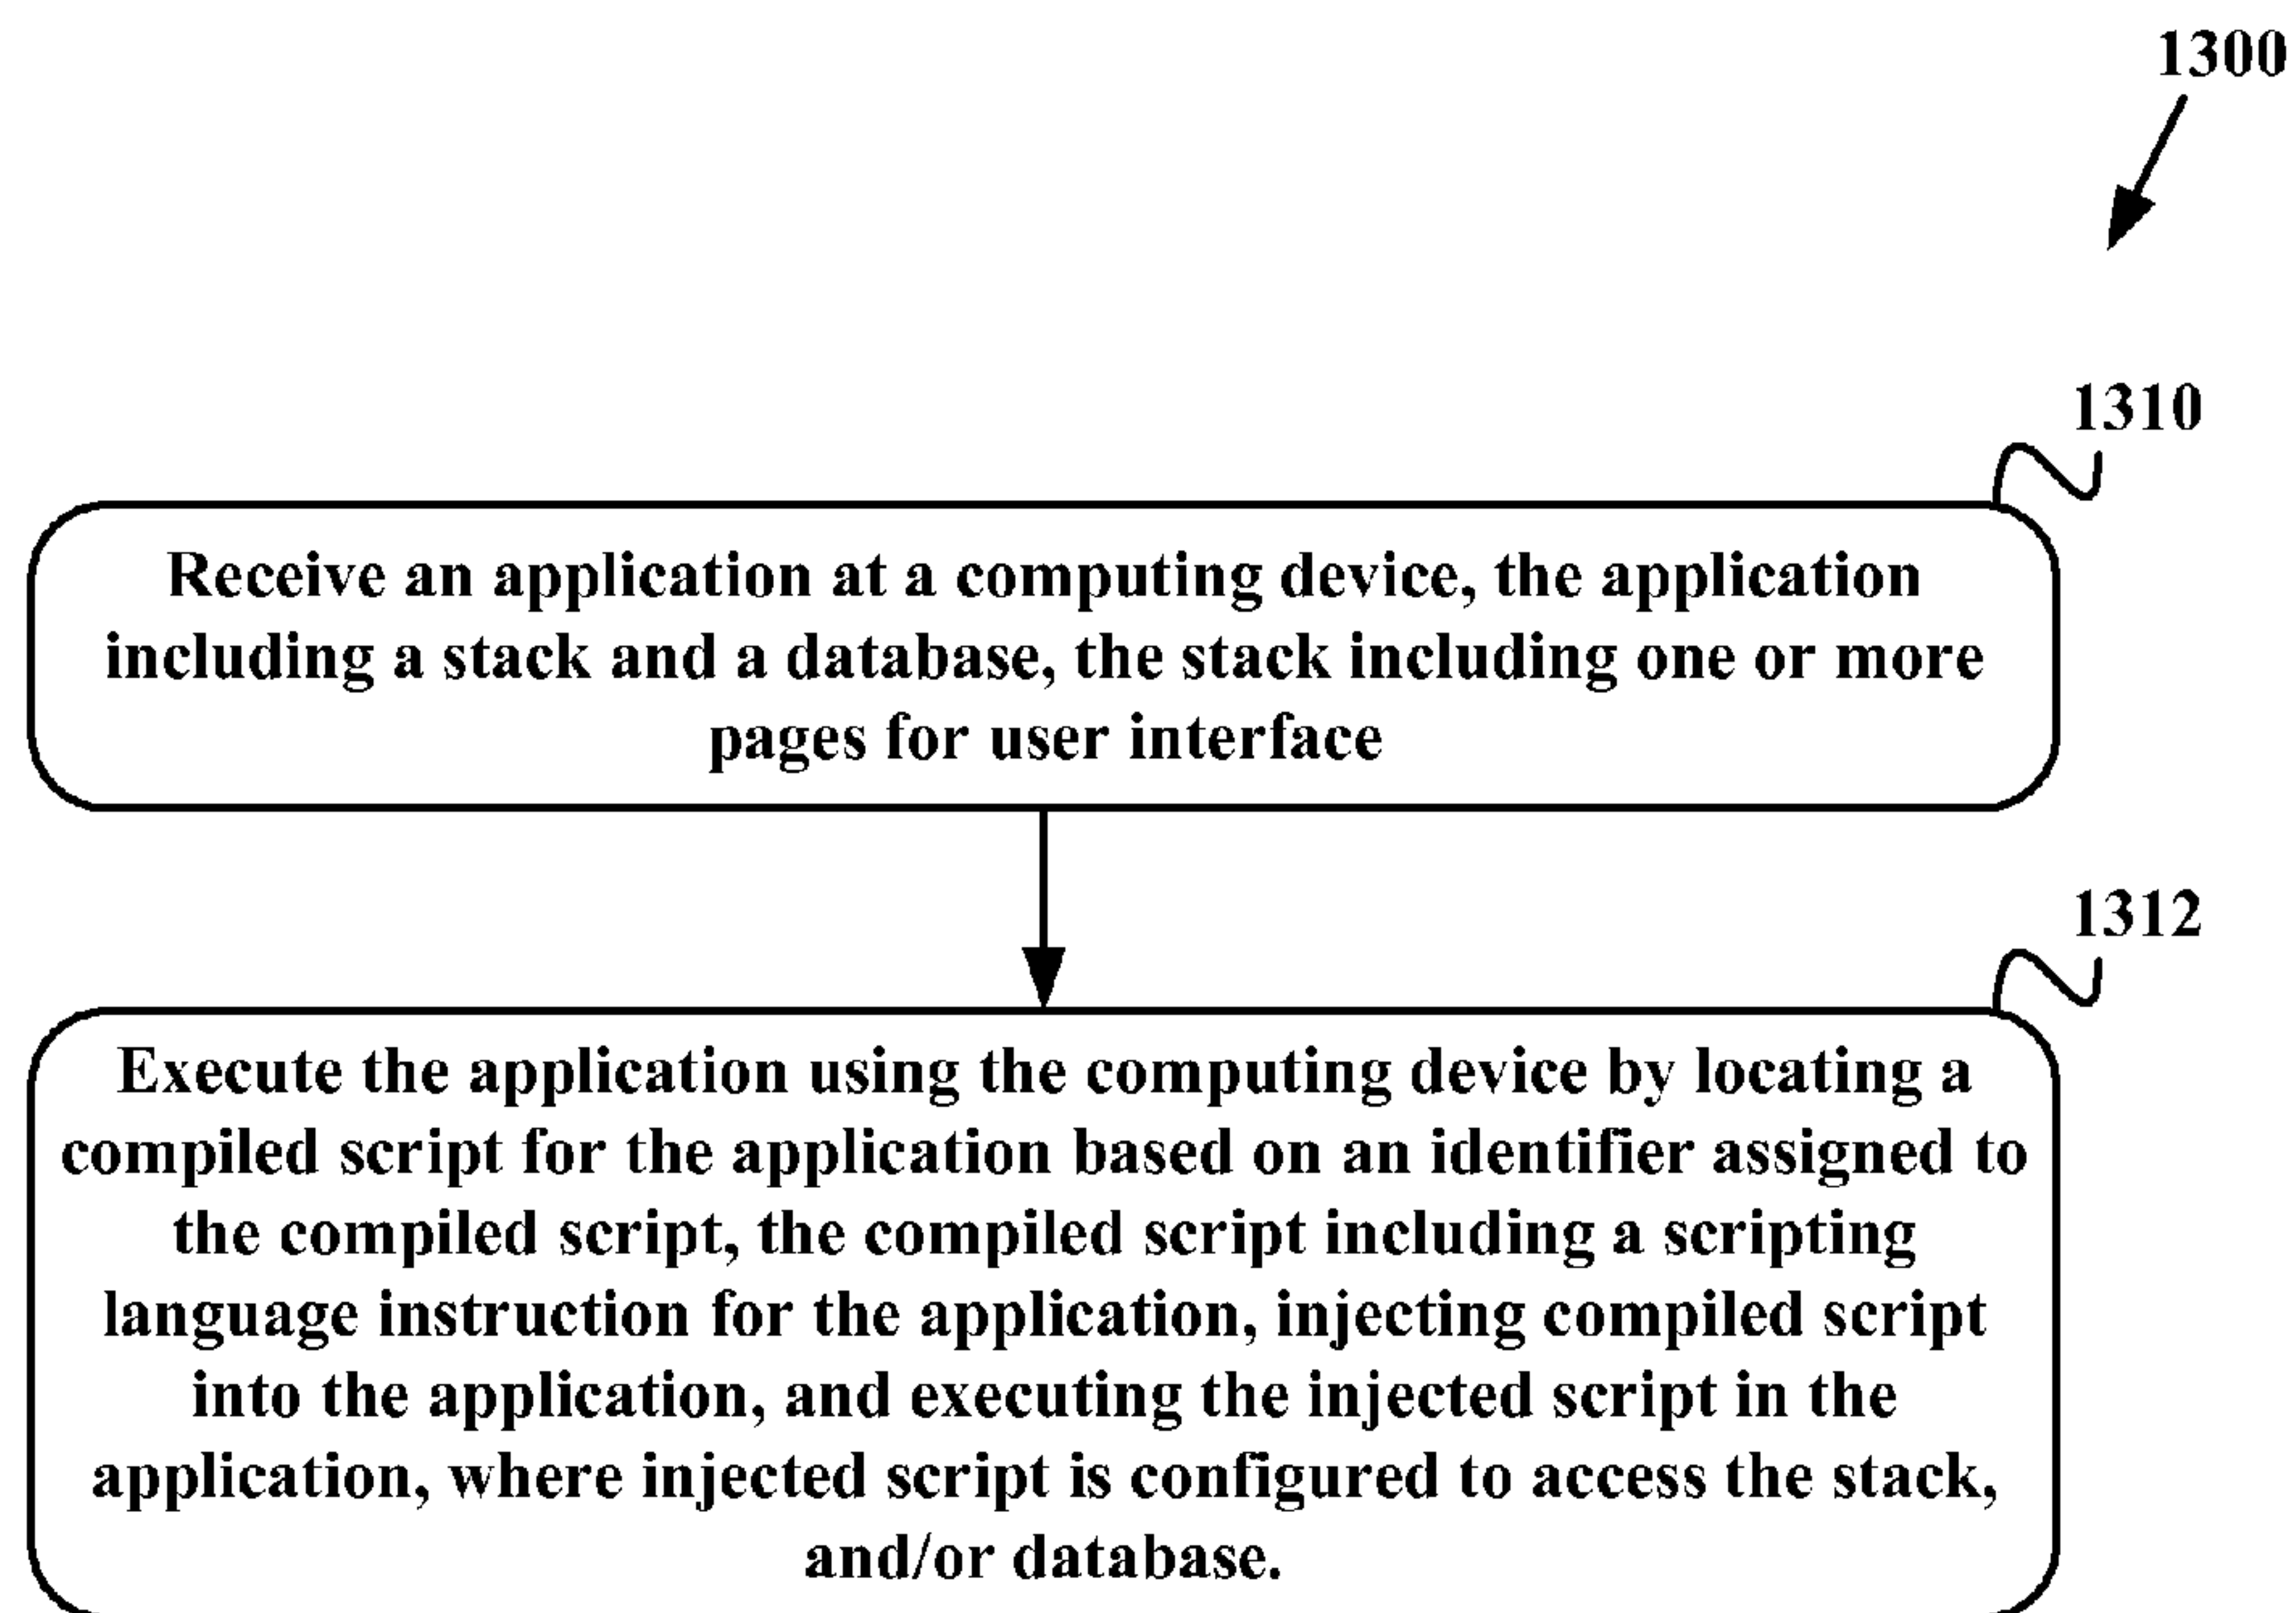 1300
1310
Receive an application at a computing device, the application
including a stack and a database, the stack including one or more
pages for user interface
1312
Execute the application using the computing device by locating a
compiled script for the application based on an identifier assigned to
the compiled script, the compiled script including a scripting
language instruction for the application, injecting compiled script
into the application, and executing the injected script in the
application, where injected script is configured to access the stack,
and/or database.